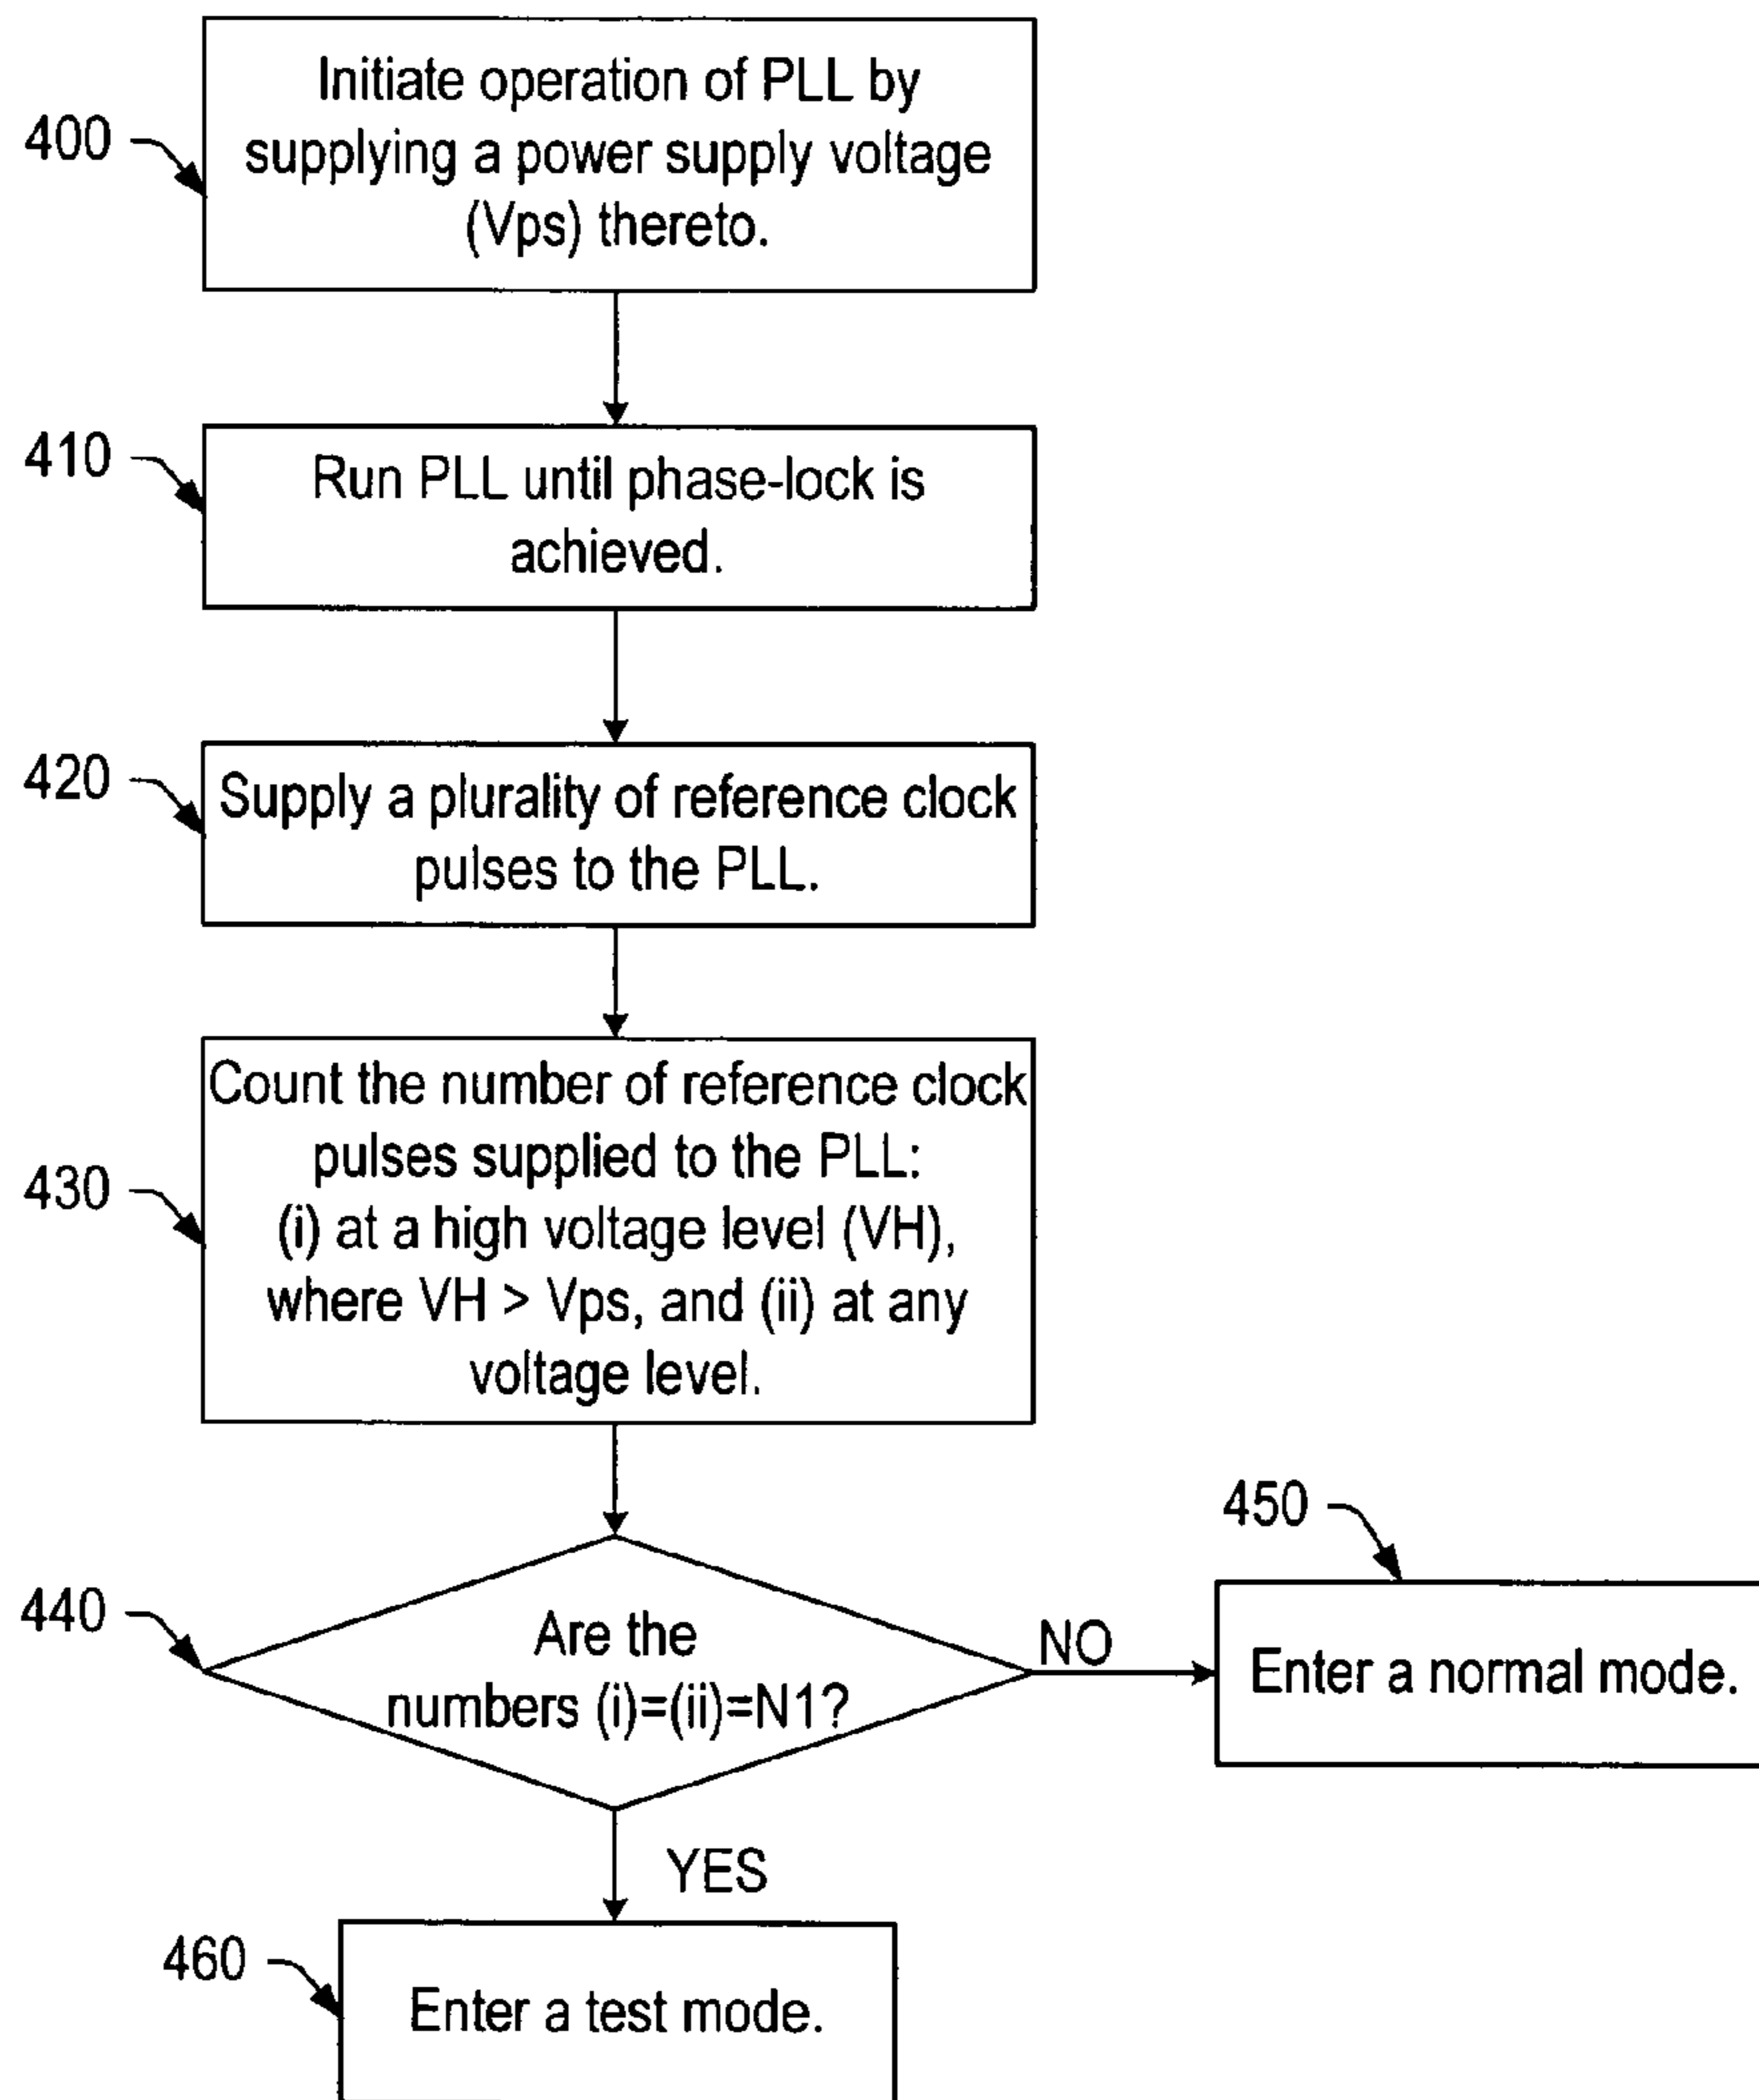 Initiate operation of PLL by
400
supplying a power supply voltage
(Vps) thereto.
410
Run PLL until phase-lock is
achieved.
420
Supply a plurality of reference clock
pulses to the PLL.
Count the number of reference clock
pulses supplied to the PLL:
430
(i) at a high voltage level (VH),
where VH > Vps, and (ii) at any
voltage level.
450
440
Are the
numbers (i)=(ii)=N1?
NO
Enter a normal mode.
YES
460
Enter a test mode.